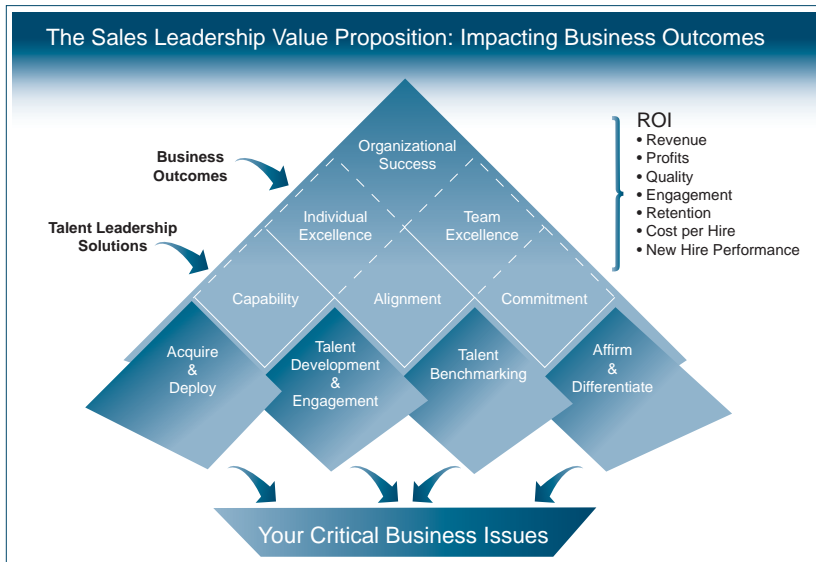 The Sales Leadership Value Proposition: Impacting Business Outcomes
Organizational
Success
Business
Outcomes
ROI
• Revenue
• Profits
• Quality
• Engagement
• Retention
• Cost per Hire
• New Hire Performance
Individual
Excellence
Team
Excellence
Talent Leadership
Solutions
Capability
Alignment
Commitment
Acquire
&
Deploy
Talent
Development
&
Engagement
Talent
Benchmarking
Affirm
&
Differentiate
Your Critical Business Issues